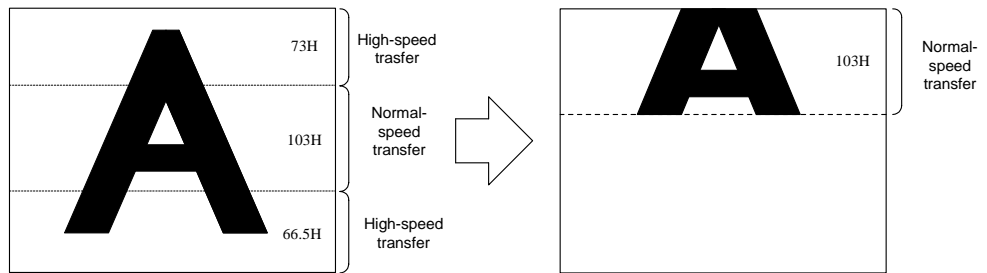 73H
High-speed
trasfer
103H
Normal-
speed
transfer
66.5H
High-speed
transfer
103H
Normal-
speed
transfer